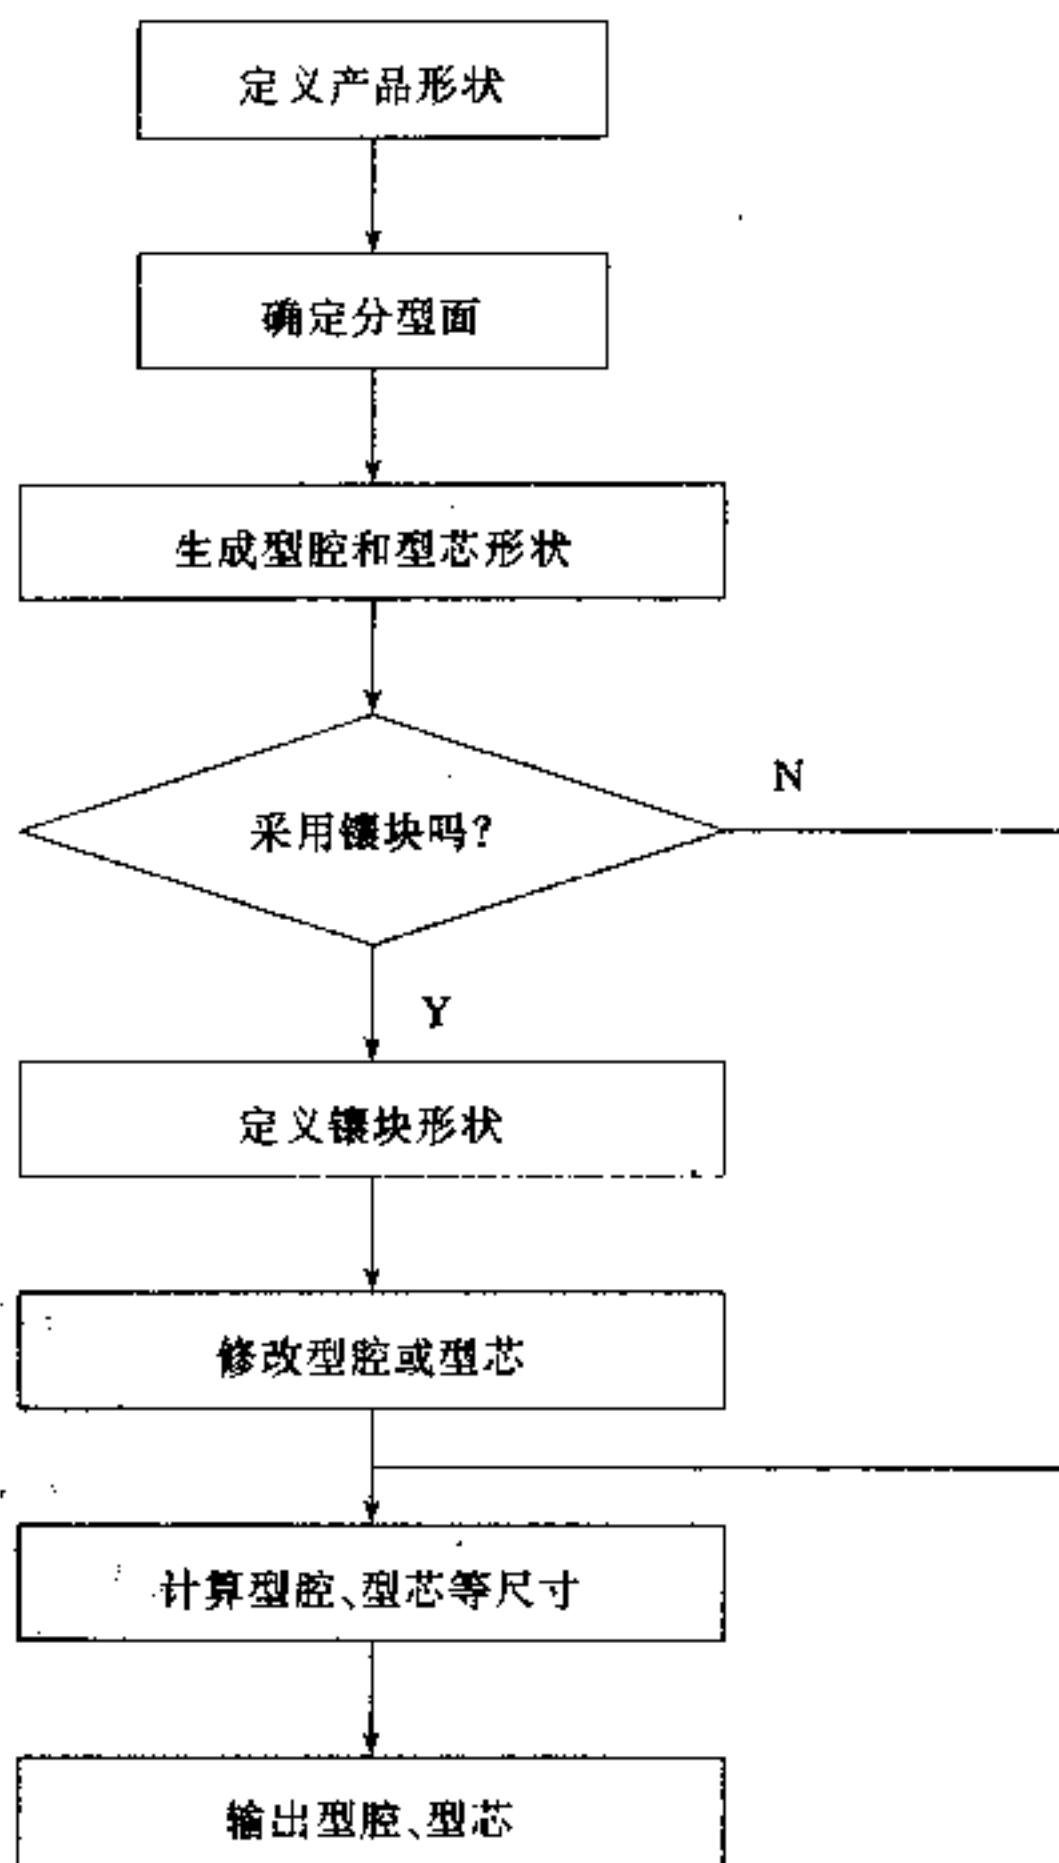 定义产品形状
确定分型面
生成型腔和型芯形状
采用镶块吗?
N
Y
定义镶块形状
修改型腔或型芯
计算型腔、型芯等尺寸
输出型腔、型芯